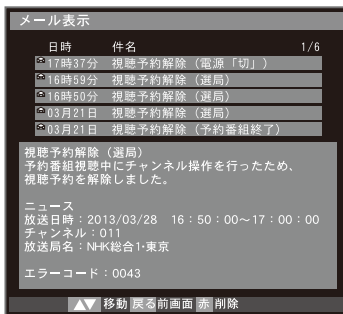 メール表示
日時 件名 1/6
17時37分 視聴予約解除(電源「切」)
16時59分 視聴予約解除(選局)
16時50分 視聴予約解除(選局)
03月21日 視聴予約解除(選局)
03月21日 視聴予約解除(予約番組終了)
視聴予約解除(選局)
予約番組視聴中にチャンネル操作を行ったため、
視聴予約を解除しました。
ニュース
放送日時:2013/03/28 16:50:00〜17:00:00
チャンネル:011
放送局名:NHK総合1・東京
エラーコード:0043
▲▼ 移動 戻る 前画面 赤 削除